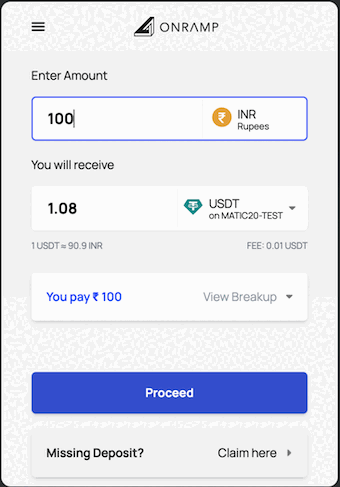 ONRAMP
Enter Amount
100
₹
INR
Rupees
You will receive
1.08
USDT
on MATIC20-TEST
1 USDT ≈ 90.9 INR
FEE: 0.01 USDT
You pay ₹ 100
View Breakup
Proceed
Missing Deposit?
Claim here